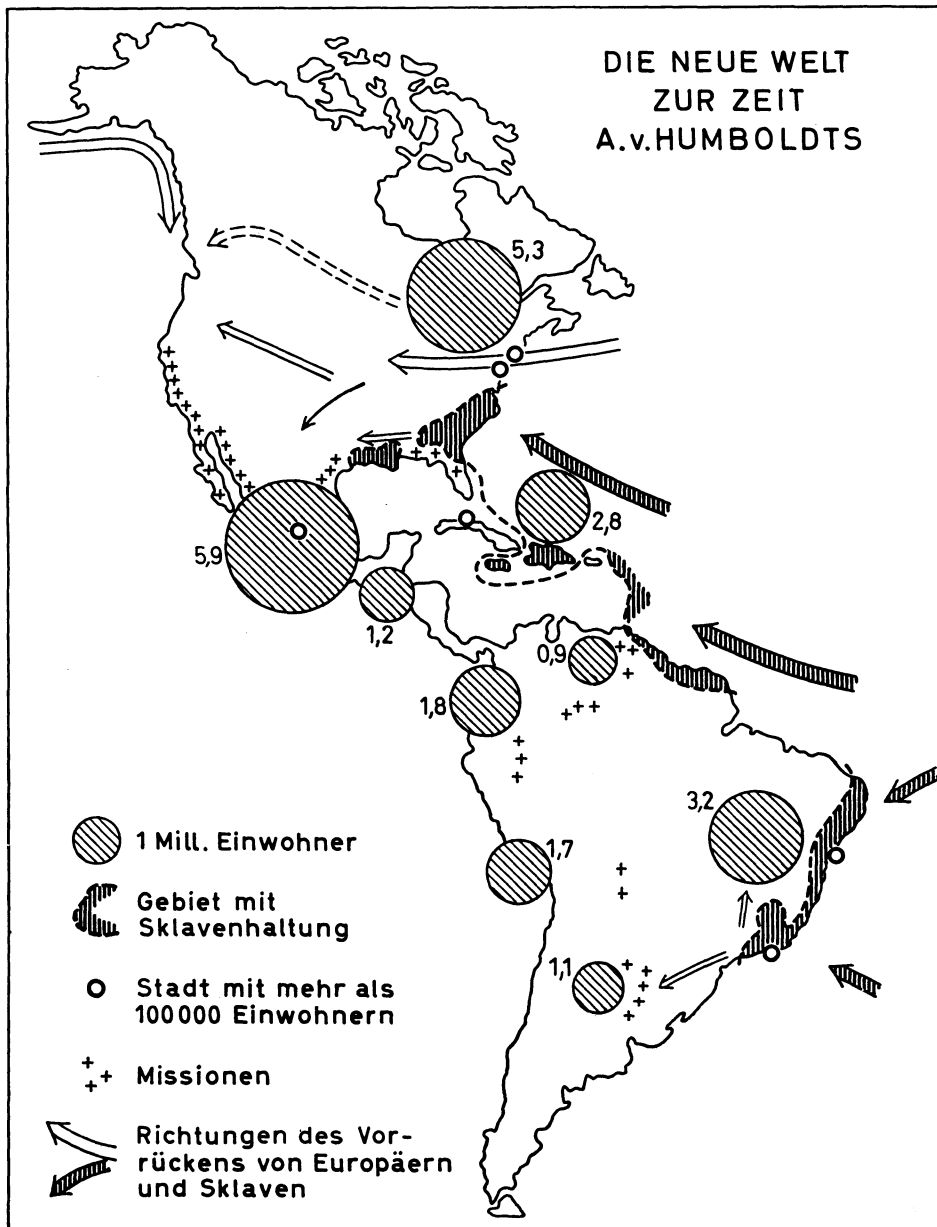 DIE NEUE WELT
ZUR ZEIT
A.v.HUMBOLDTS
5,3
2,8
5,9
1,2
0,9
1,8
3,2
1,7
1,1
1 Mill. Einwohner
Gebiet mit
Sklavenhaltung
Stadt mit mehr als
100000 Einwohnern
Missionen
Richtungen des Vor-
rückens von Europäern
und Sklaven